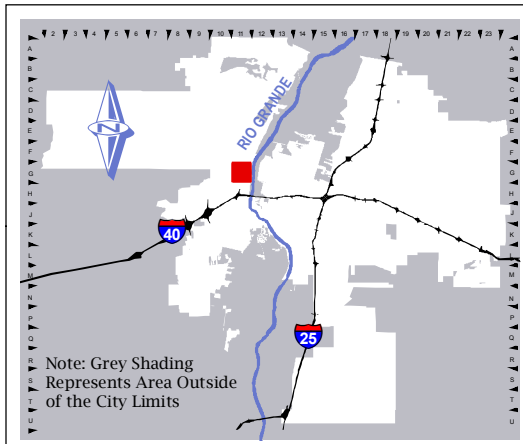 2 3 4 5 6 7 8 9 10 11 12 13 14 15 16 17 18 19 20 21 22 23
A A
B B
C C
D D
E E
F F
G G
H H
J J
K K
L L
M M
N N
P P
Q Q
R R
S S
T T
U U
N
RIO GRANDE
40
25
Note: Grey Shading
Represents Area Outside
of the City Limits